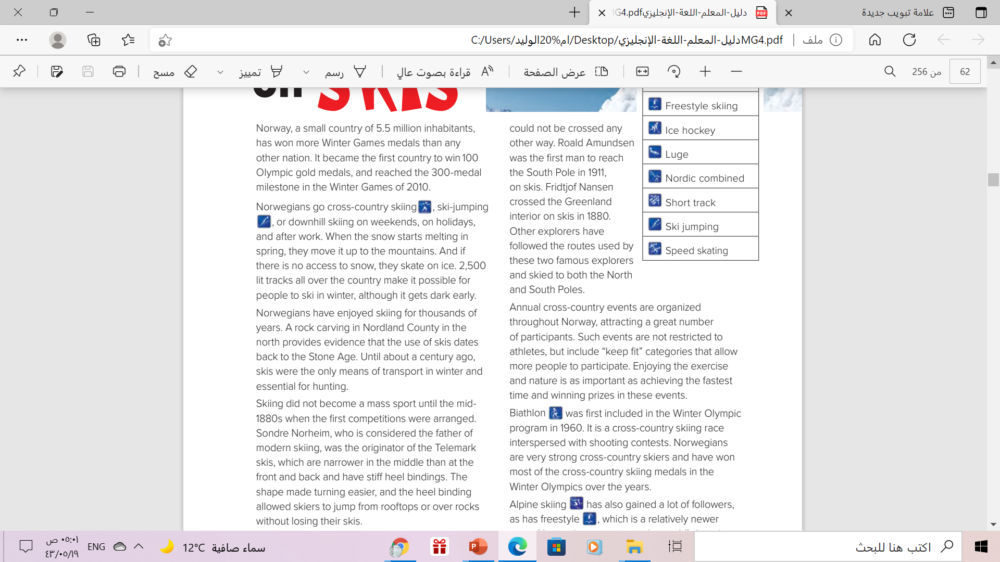 دليل-المعلم-اللغة-الإنجليزيMG4.pdf
علامة تبويب جديدة
C:/Users/ام%20الوليد/Desktop/دليل-المعلم-اللغة-الإنجليزيMG4.pdf
ملف
مسح
تمييز
رسم
قراءة بصوت عالٍ
عرض الصفحة
من 256
62
on SKIS
Norway, a small country of 5.5 million inhabitants,
has won more Winter Games medals than any
other nation. It became the first country to win 100
Olympic gold medals, and reached the 300-medal
milestone in the Winter Games of 2010.
Norwegians go cross-country skiing , ski-jumping
, or downhill skiing on weekends, on holidays,
and after work. When the snow starts melting in
spring, they move it up to the mountains. And if
there is no access to snow, they skate on ice. 2,500
lit tracks all over the country make it possible for
people to ski in winter, although it gets dark early.
Norwegians have enjoyed skiing for thousands of
years. A rock carving in Nordland County in the
north provides evidence that the use of skis dates
back to the Stone Age. Until about a century ago,
skis were the only means of transport in winter and
essential for hunting.
Skiing did not become a mass sport until the mid-
1880s when the first competitions were arranged.
Sondre Norheim, who is considered the father of
modern skiing, was the originator of the Telemark
skis, which are narrower in the middle than at the
front and back and have stiff heel bindings. The
shape made turning easier, and the heel binding
allowed skiers to jump from rooftops or over rocks
without losing their skis.
could not be crossed any
other way. Roald Amundsen
was the first man to reach
the South Pole in 1911,
on skis. Fridtjof Nansen
crossed the Greenland
interior on skis in 1880.
Other explorers have
followed the routes used by
these two famous explorers
and skied to both the North
and South Poles.
Annual cross-country events are organized
throughout Norway, attracting a great number
of participants. Such events are not restricted to
athletes, but include “keep fit” categories that allow
more people to participate. Enjoying the exercise
and nature is as important as achieving the fastest
time and winning prizes in these events.
Biathlon was first included in the Winter Olympic
program in 1960. It is a cross-country skiing race
interspersed with shooting contests. Norwegians
are very strong cross-country skiers and have won
most of the cross-country skiing medals in the
Winter Olympics over the years.
Alpine skiing has also gained a lot of followers,
as has freestyle , which is a relatively newer
Freestyle skiing
Ice hockey
Luge
Nordic combined
Short track
Ski jumping
Speed skating
٠٥:٠١ ص
٤٣/٠٥/١٩
ENG
12°C سماء صافية
اكتب هنا للبحث